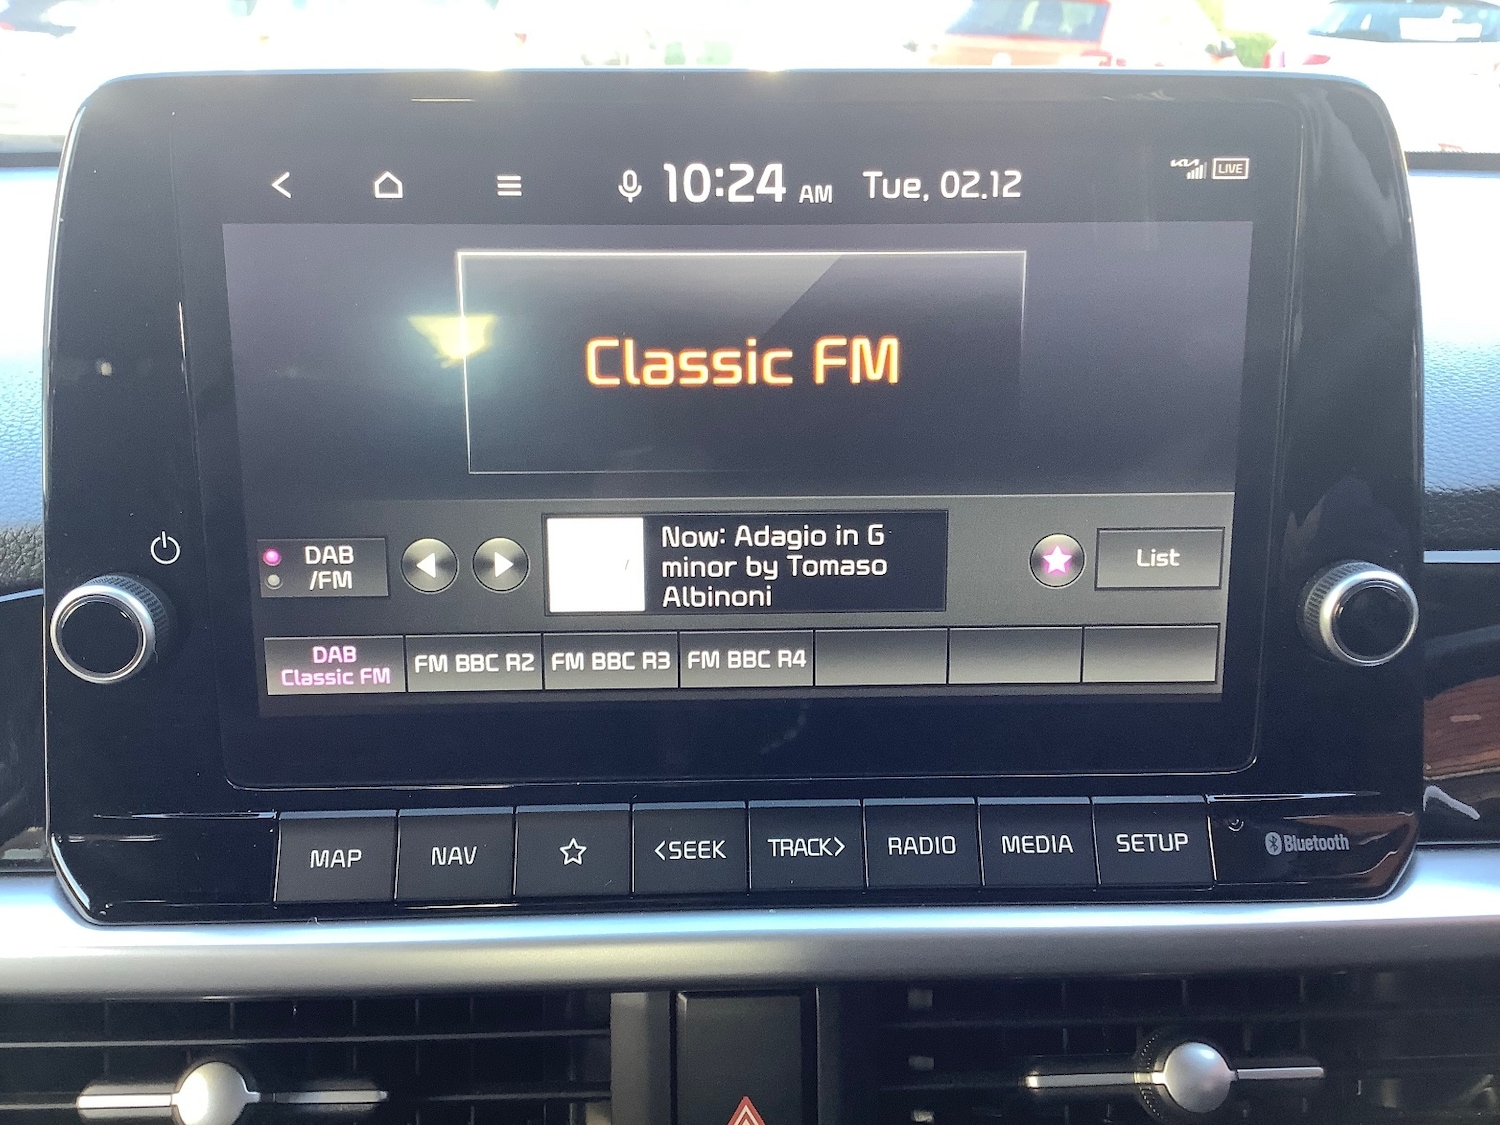 10:24 AM Tue, 02.12
KIA LIVE
Classic FM
DAB
/FM
Now: Adagio in G
minor by Tomaso
Albinoni
List
DAB
Classic FM
FM BBC R2
FM BBC R3
FM BBC R4
MAP
NAV
<SEEK
TRACK>
RADIO
MEDIA
SETUP
Bluetooth